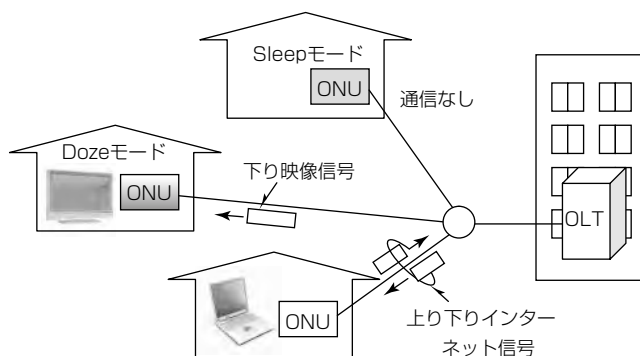 Sleepモード
ONU
通信なし
Dozeモード
ONU
下り映像信号
OLT
ONU
上り下りインター
ネット信号